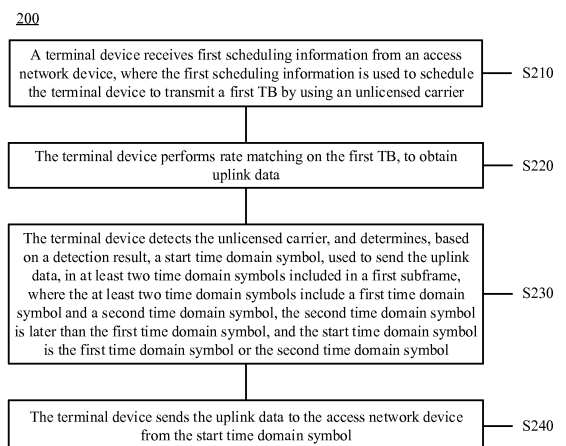 200
A terminal device receives first scheduling information from an access
network device, where the first scheduling information is used to schedule
the terminal device to transmit a first TB by using an unlicensed carrier
S210
The terminal device performs rate matching on the first TB, to obtain
uplink data
S220
The terminal device detects the unlicensed carrier, and determines, based
on a detection result, a start time domain symbol, used to send the uplink
data, in at least two time domain symbols included in a first subframe,
where the at least two time domain symbols include a first time domain
symbol and a second time domain symbol, the second time domain symbol
is later than the first time domain symbol, and the start time domain symbol
is the first time domain symbol or the second time domain symbol
S230
The terminal device sends the uplink data to the access network device
from the start time domain symbol
S240